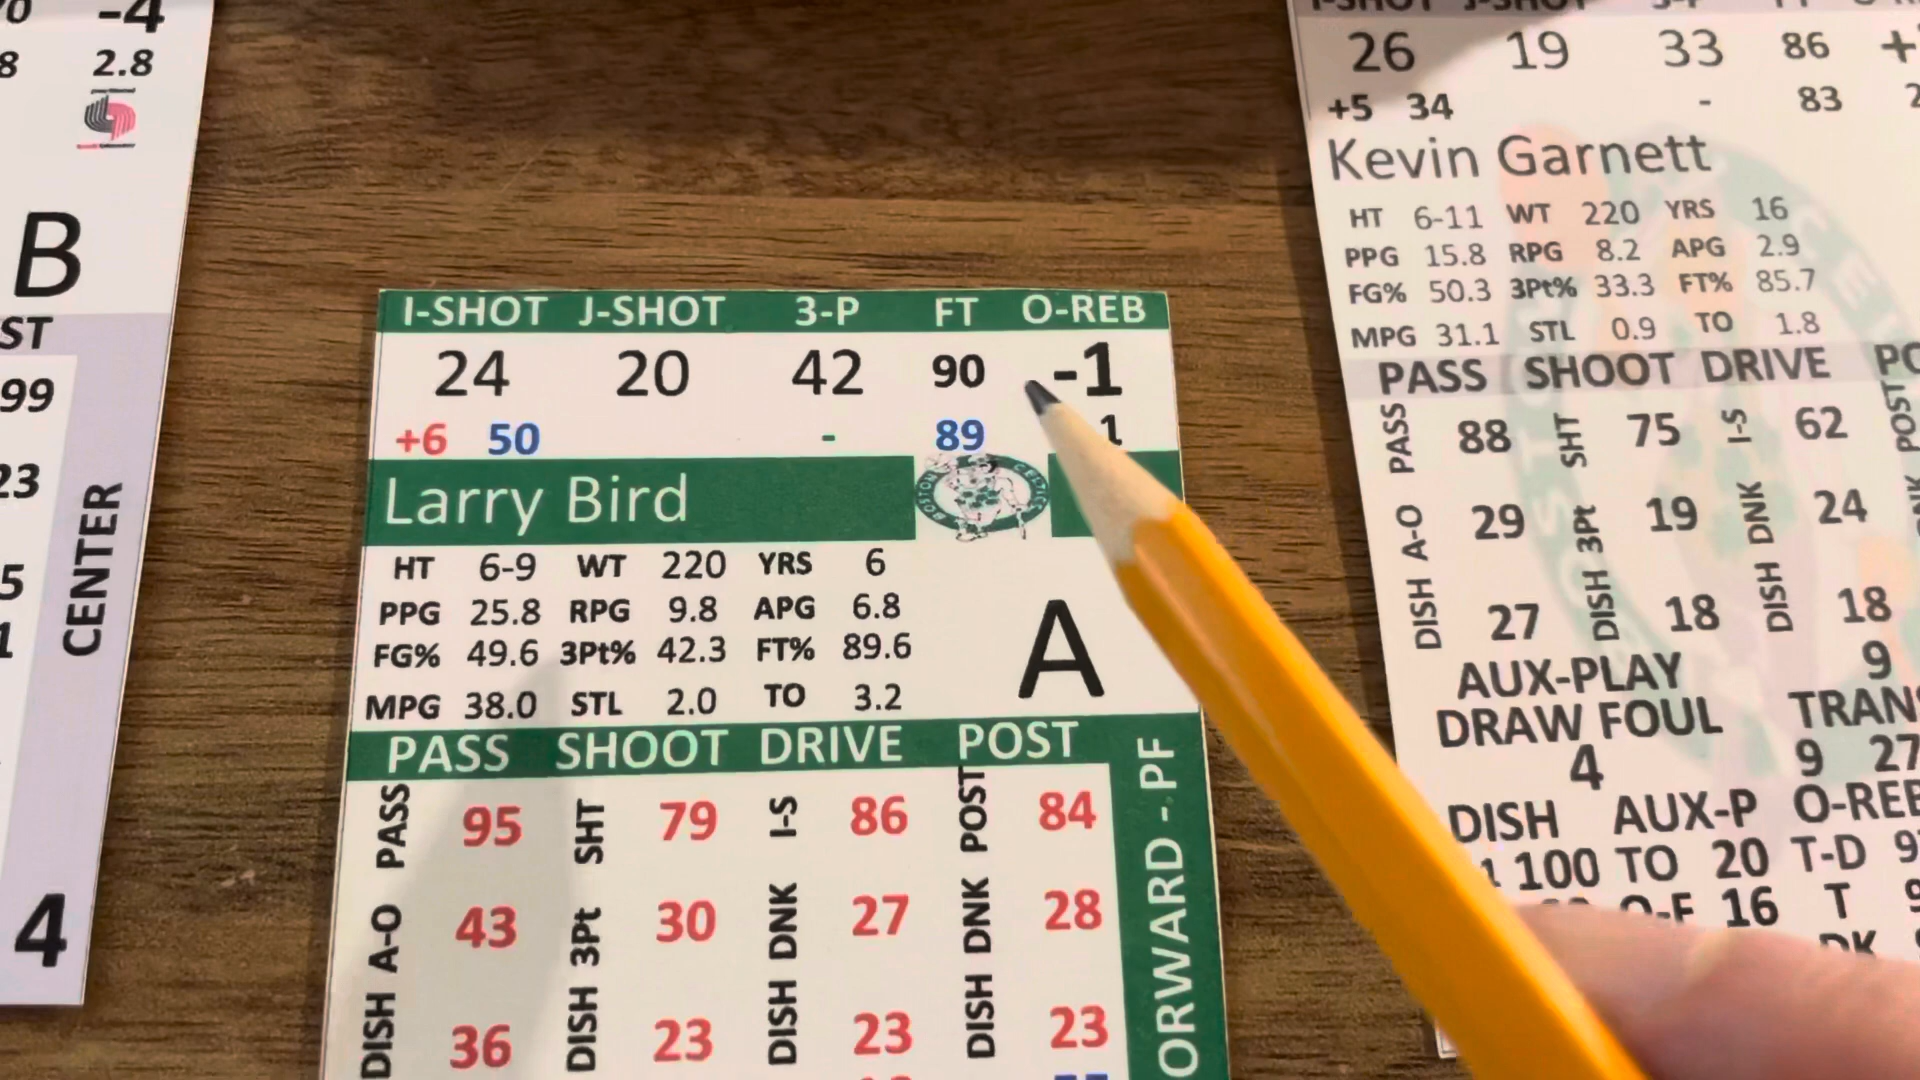 -4
2.8
B
ST
99
23
5
1
CENTER
4
I-SHOT J-SHOT 3-P FT O-REB
24 20 42 90 -1
+6 50 - 89 1
Larry Bird
BOSTON CELTICS
HT 6-9 WT 220 YRS 6
PPG 25.8 RPG 9.8 APG 6.8
FG% 49.6 3Pt% 42.3 FT% 89.6
MPG 38.0 STL 2.0 TO 3.2
A
PASS SHOOT DRIVE POST
PASS 95 SHT 79 I-S 86 POST 84
A-O 43 3Pt 30 DNK 27 DNK 28
DISH 36 DISH 23 DISH 23 DISH 23
FORWARD - PF
26 19 33 86
+5 34 - 83
Kevin Garnett
HT 6-11 WT 220 YRS 16
PPG 15.8 RPG 8.2 APG 2.9
FG% 50.3 3Pt% 33.3 FT% 85.7
MPG 31.1 STL 0.9 TO 1.8
PASS SHOOT DRIVE
PASS 88 SHT 75 I-S 62 POST
A-O 29 3Pt 19 DNK 24
DISH 27 DISH 18 DISH 18
AUX-PLAY 9
DRAW FOUL TRANS
4 9 27
DISH AUX-P O-REB
100 TO 20 T-D
O-F 16 T
DK